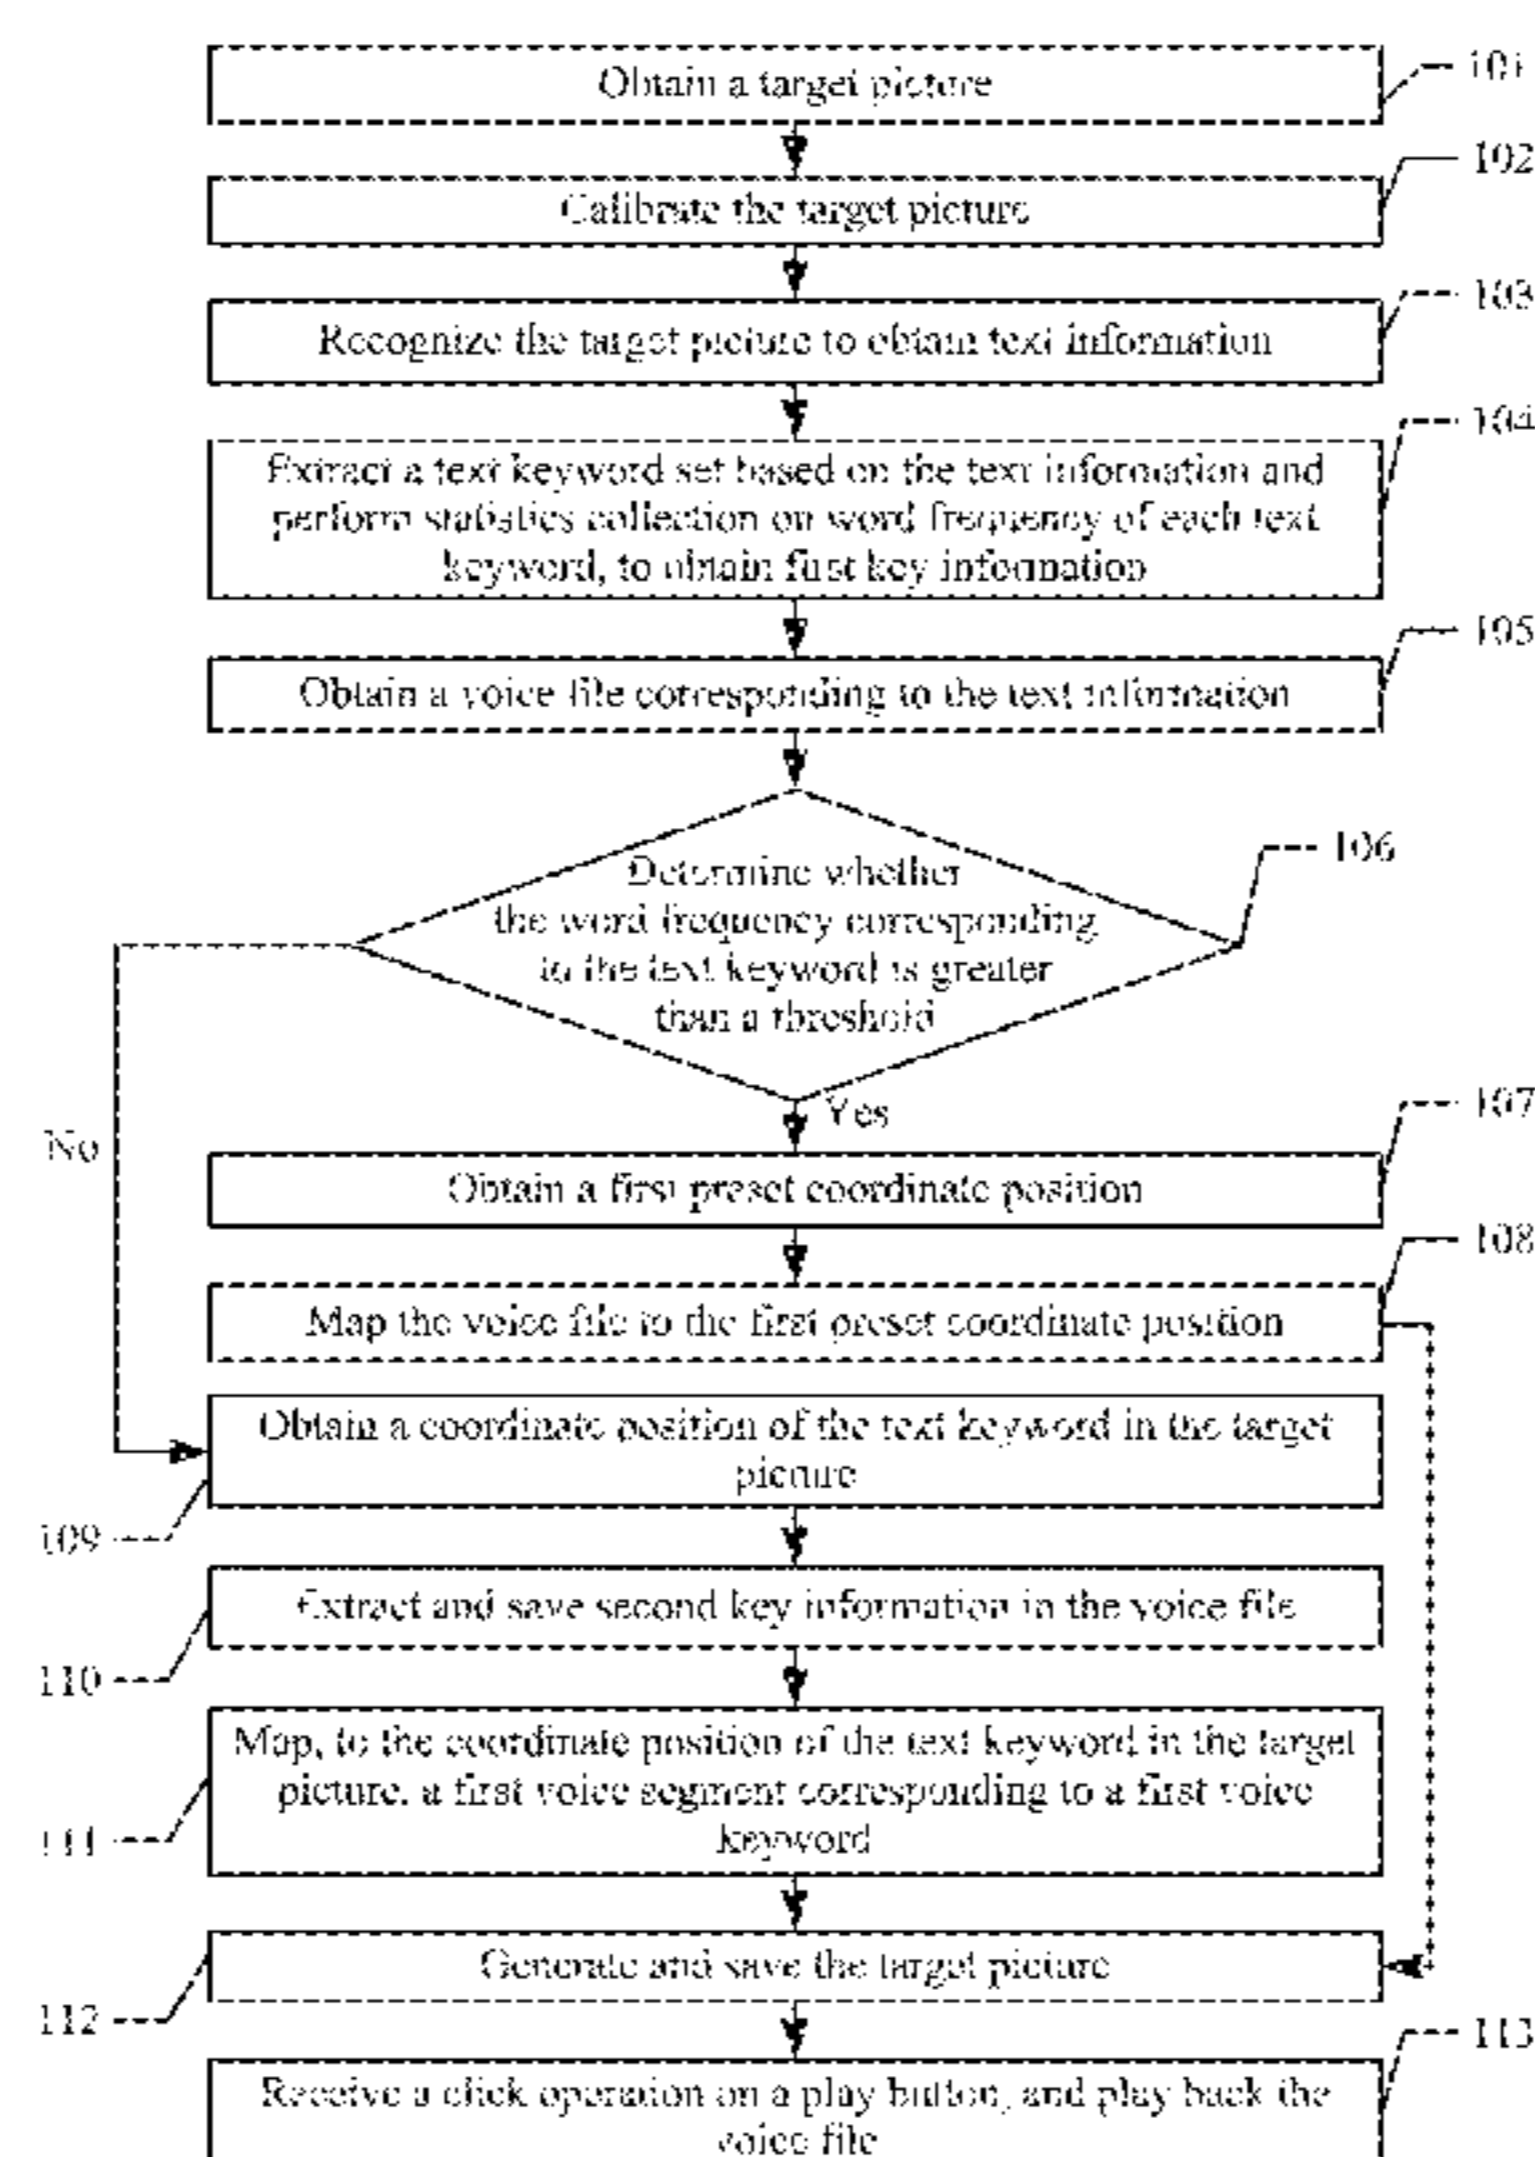 Obtain a target picture
101
Calibrate the target picture
102
Recognize the target picture to obtain text information
103
Extract a text keyword set based on the text information and
perform statistics collection on word frequency of each text
keyword, to obtain first key information
104
Obtain a voice file corresponding to the text information
105
Determine whether
the word frequency corresponding
to the text keyword is greater
than a threshold
106
Yes
No
Obtain a first preset coordinate position
107
Map the voice file to the first preset coordinate position
108
Obtain a coordinate position of the text keyword in the target
picture
109
Extract and save second key information in the voice file
110
Map, to the coordinate position of the text keyword in the target
picture, a first voice segment corresponding to a first voice
keyword
111
Generate and save the target picture
112
Receive a click operation on a play button, and play back the
voice file
113